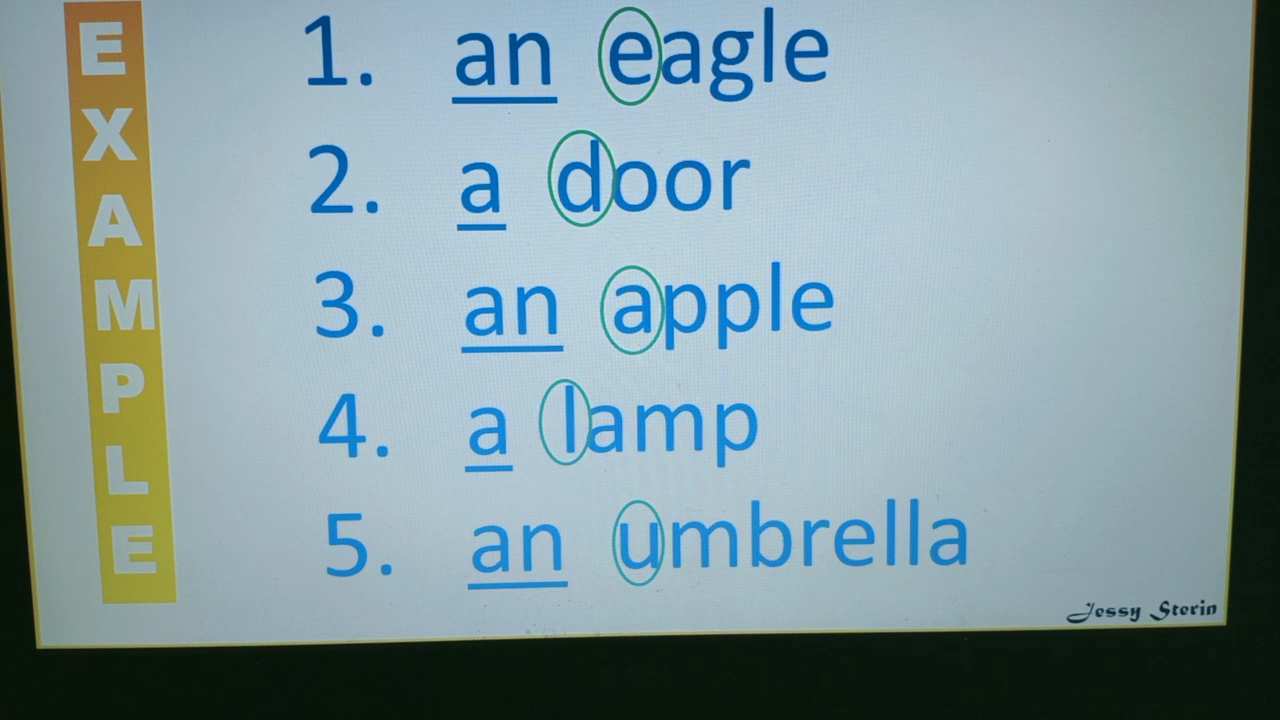 EXAMPLE
1. an eagle
2. a door
3. an apple
4. a lamp
5. an umbrella
Jessy Sterin